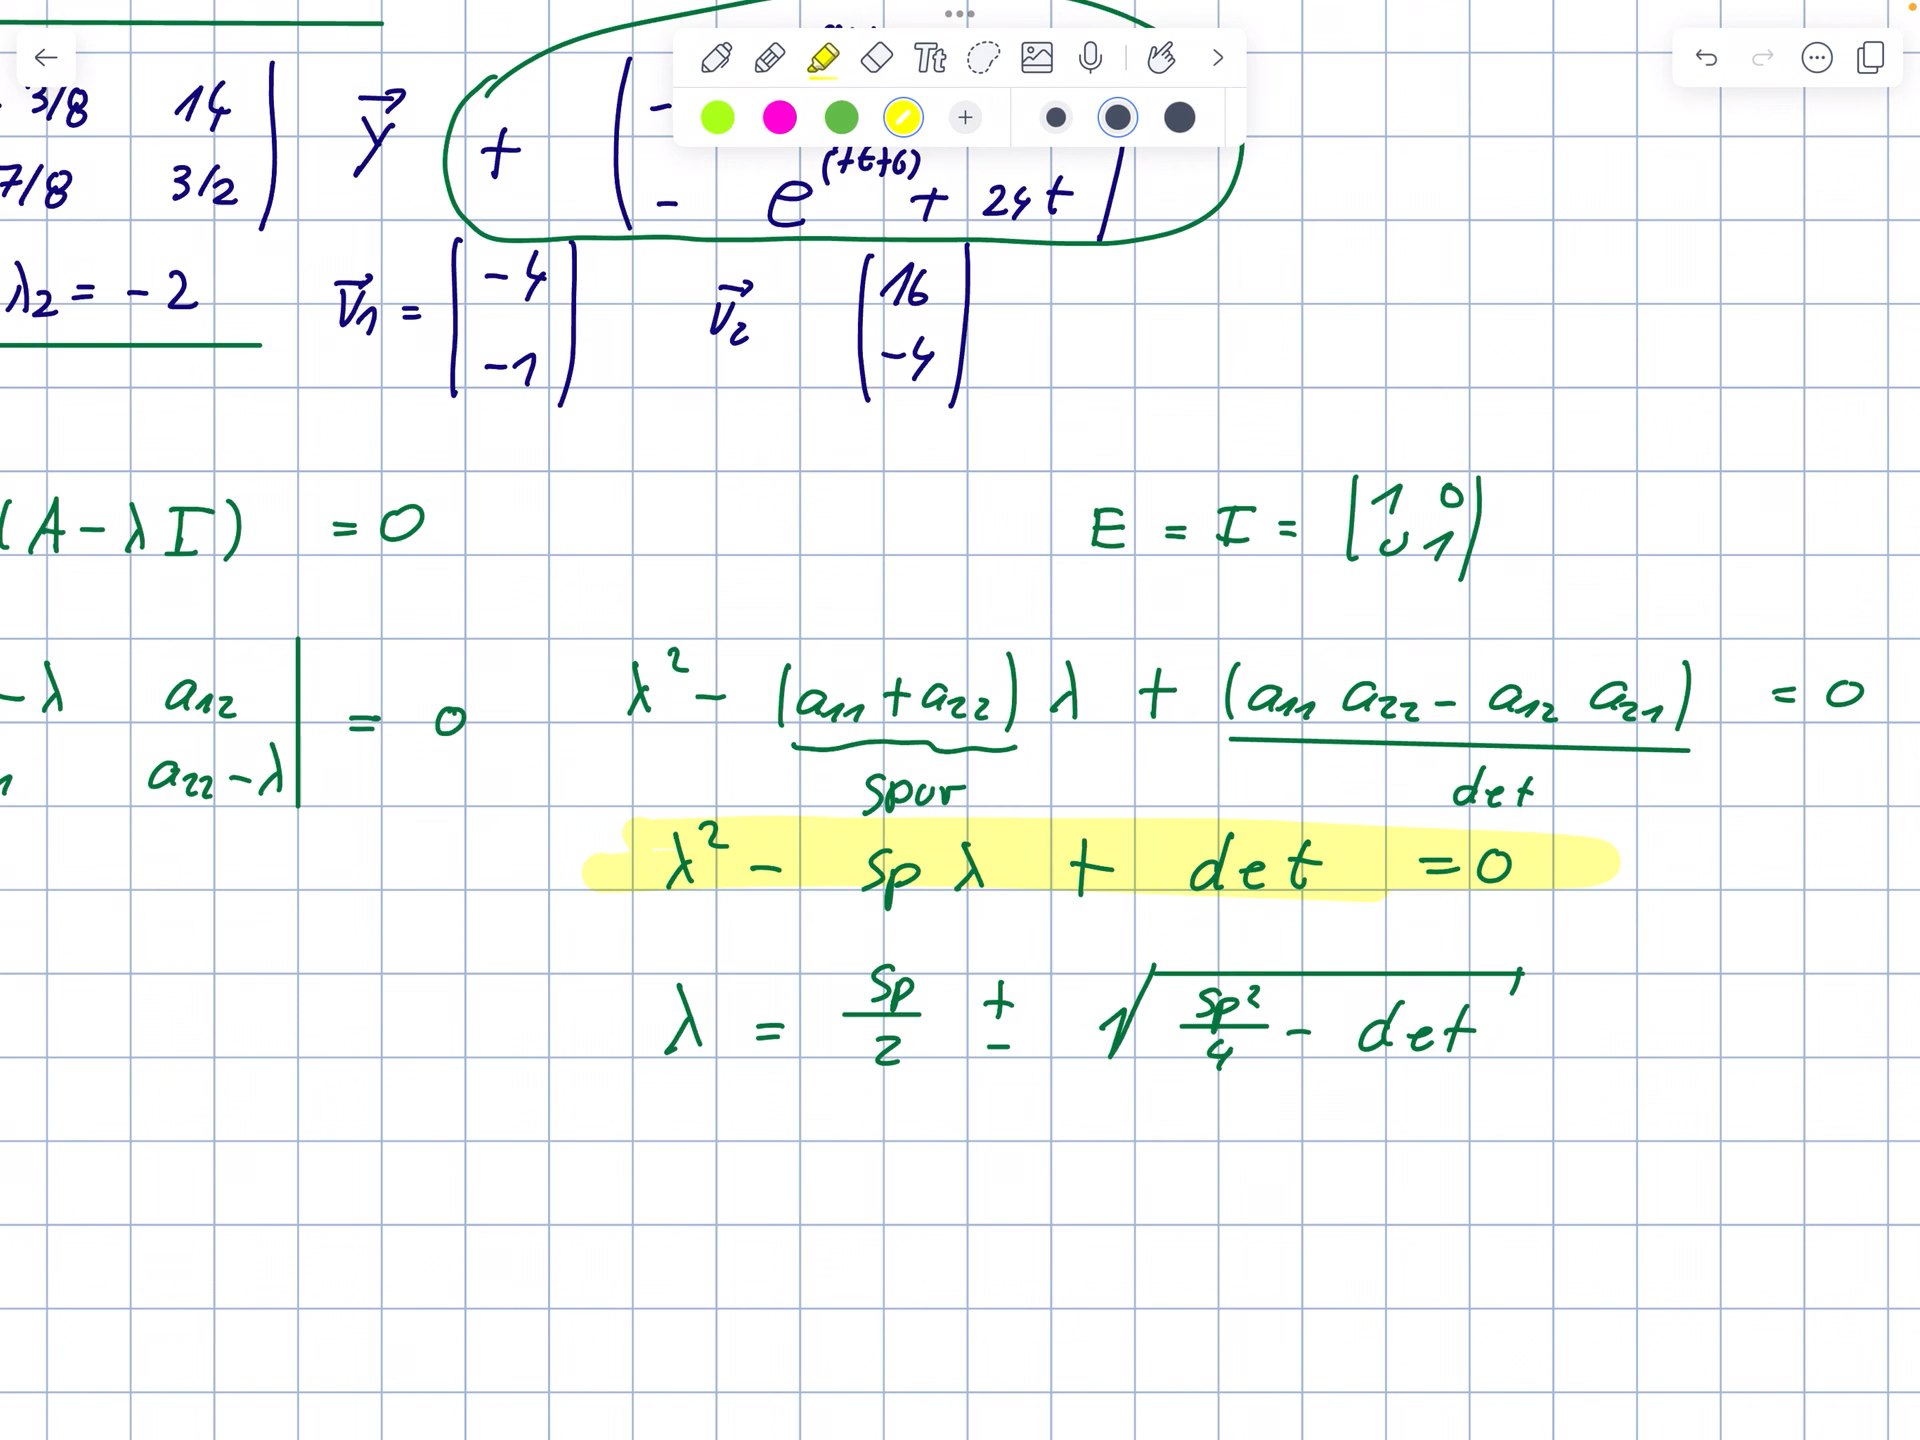 3/8 14
7/8 3/2
y⃗ + -
- e^(7t+6) + 24t
λ2 = -2 v⃗1 = -4 -1 v⃗2 16 -4
(A - λ I) = 0 E = I = 1 0 0 1
-λ a12
a22 - λ = 0
λ² - (a11 + a22) λ + (a11 a22 - a12 a21) = 0
spur det
λ² - sp λ + det = 0
λ = sp/2 ± √(sp²/4 - det)
Tt